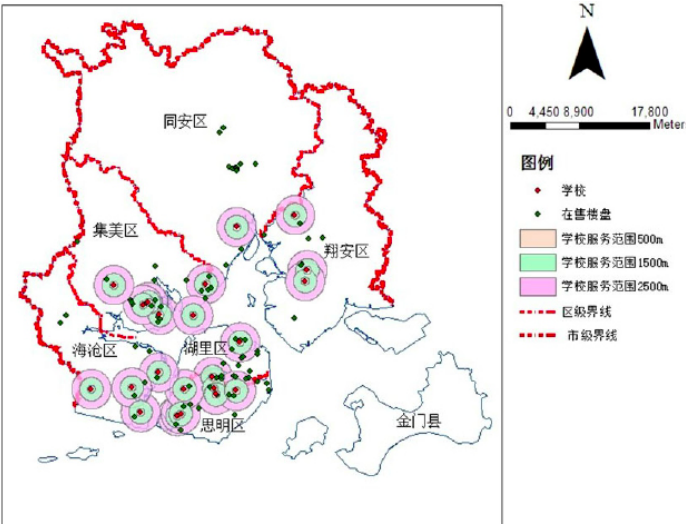 N
0 4,450 8,900 17,800
Meter
图例
学校
在售楼盘
学校服务范围500m
学校服务范围1500m
学校服务范围2500m
区级界线
市级界线
同安区
集美区
翔安区
海沧区
湖里区
思明区
金门县